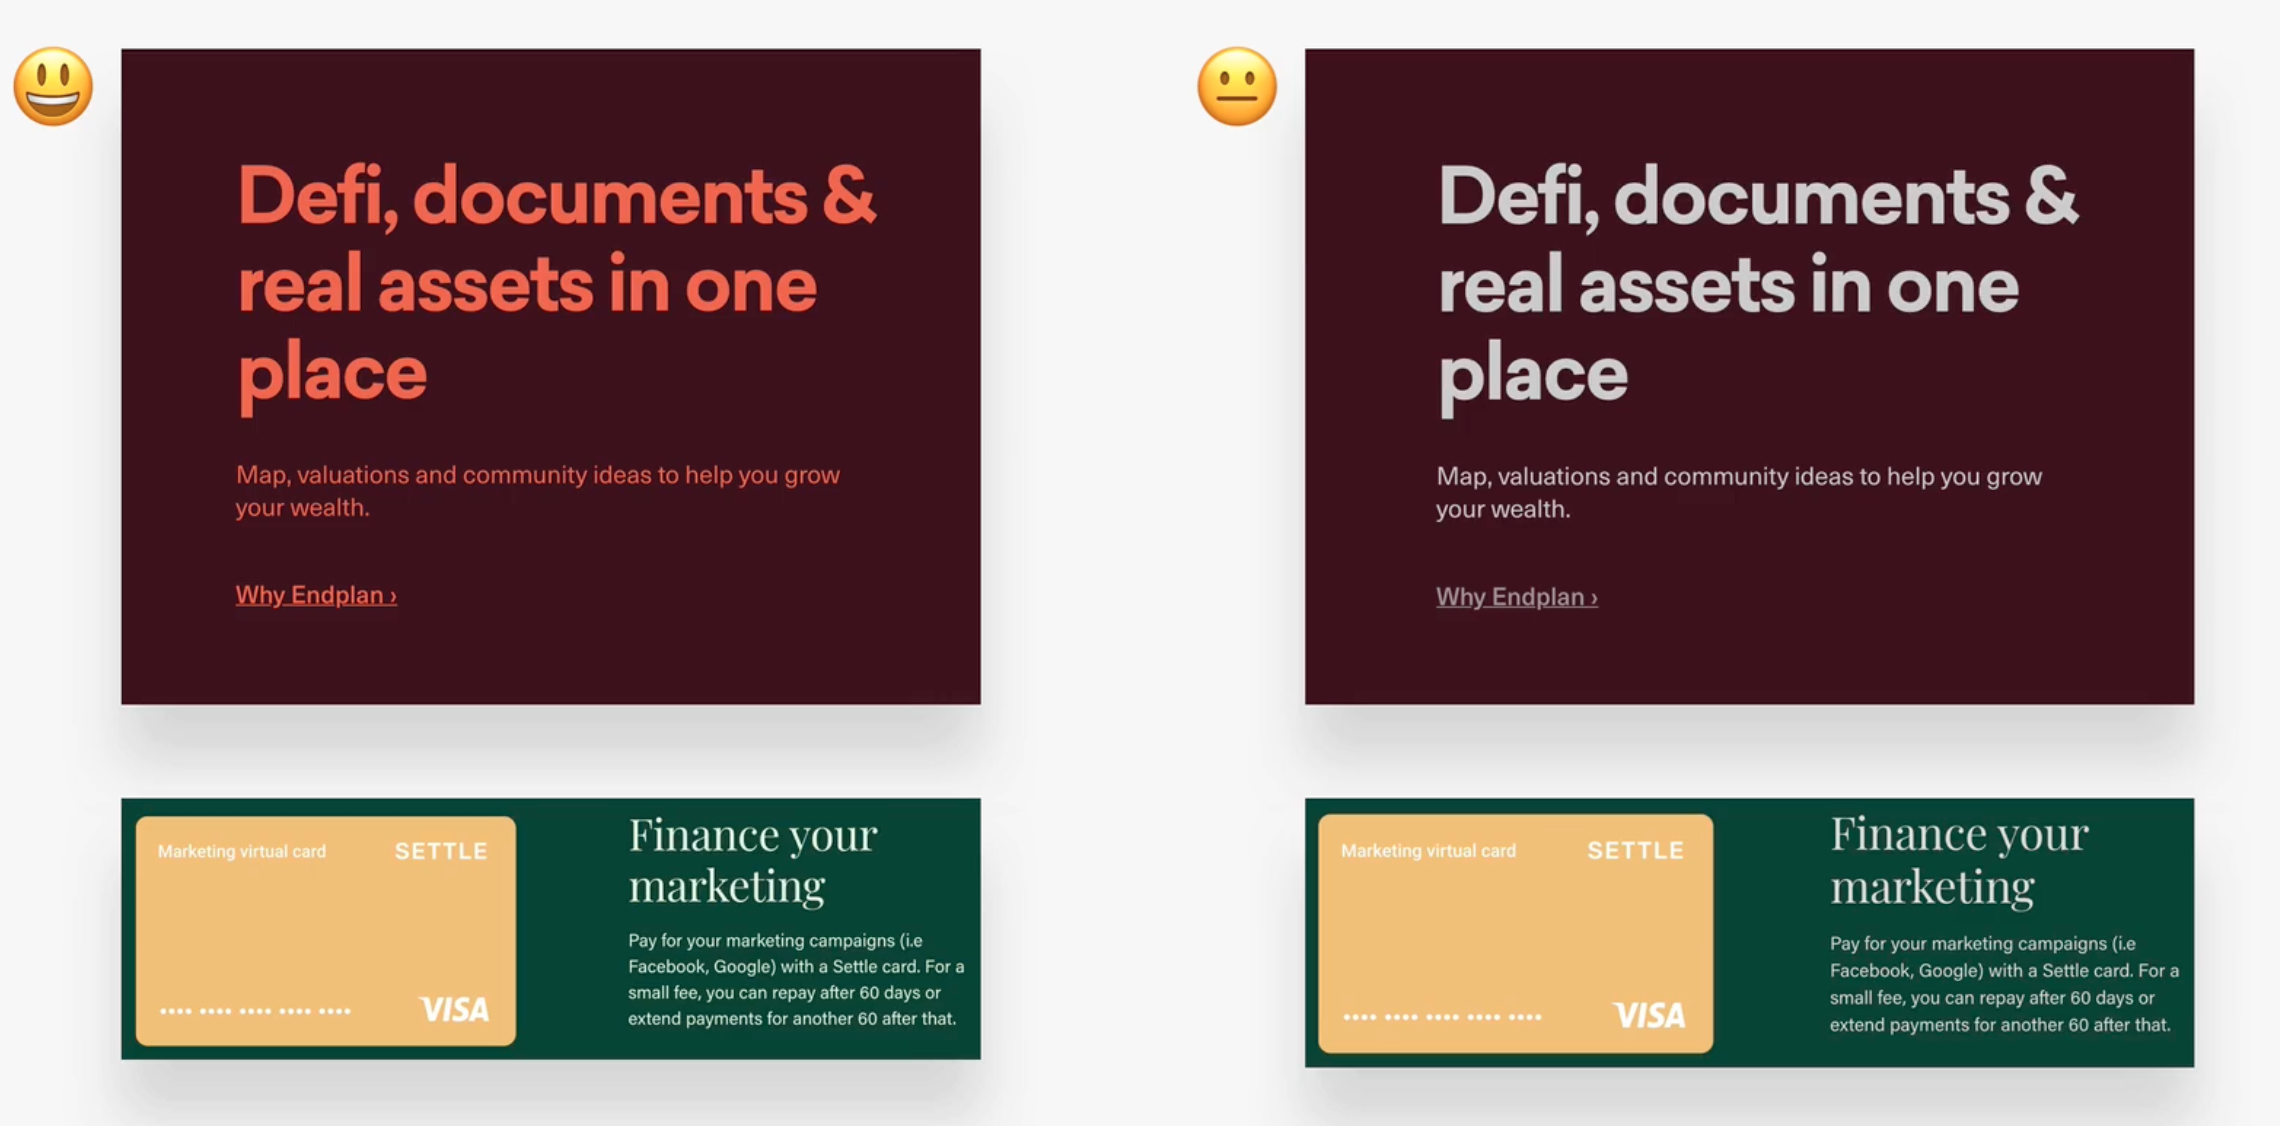 Defi, documents &
real assets in one
place
Map, valuations and community ideas to help you grow
your wealth.
Why Endplan ›
Defi, documents &
real assets in one
place
Map, valuations and community ideas to help you grow
your wealth.
Why Endplan ›
Marketing virtual card
SETTLE
VISA
Finance your
marketing
Pay for your marketing campaigns (i.e
Facebook, Google) with a Settle card. For a
small fee, you can repay after 60 days or
extend payments for another 60 after that.
Marketing virtual card
SETTLE
VISA
Finance your
marketing
Pay for your marketing campaigns (i.e
Facebook, Google) with a Settle card. For a
small fee, you can repay after 60 days or
extend payments for another 60 after that.